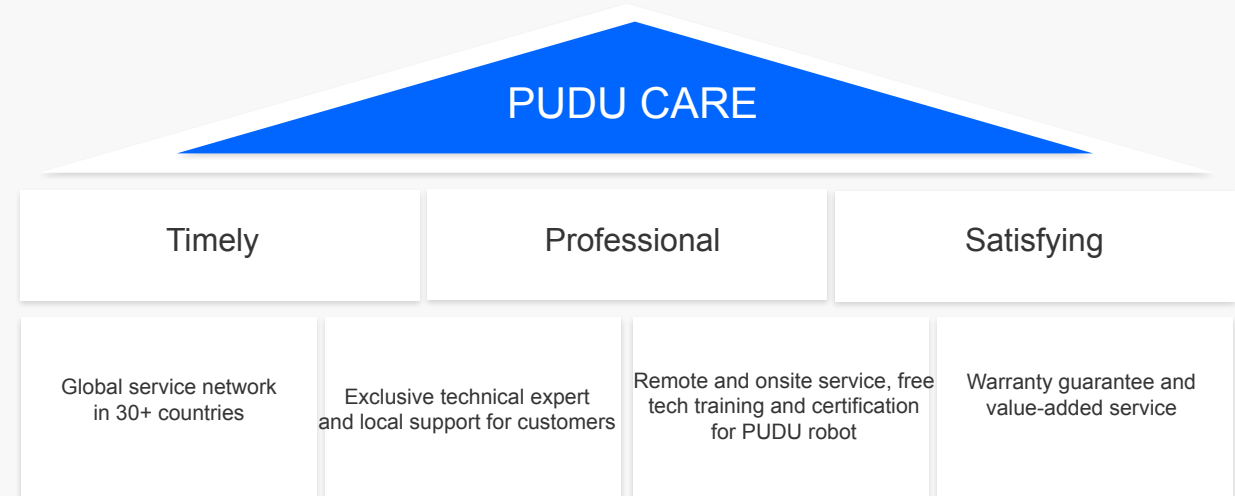 PUDU CARE
Timely
Professional
Satisfying
Global service network
in 30+ countries
Exclusive technical expert
and local support for customers
Remote and onsite service, free
tech training and certification
for PUDU robot
Warranty guarantee and
value-added service